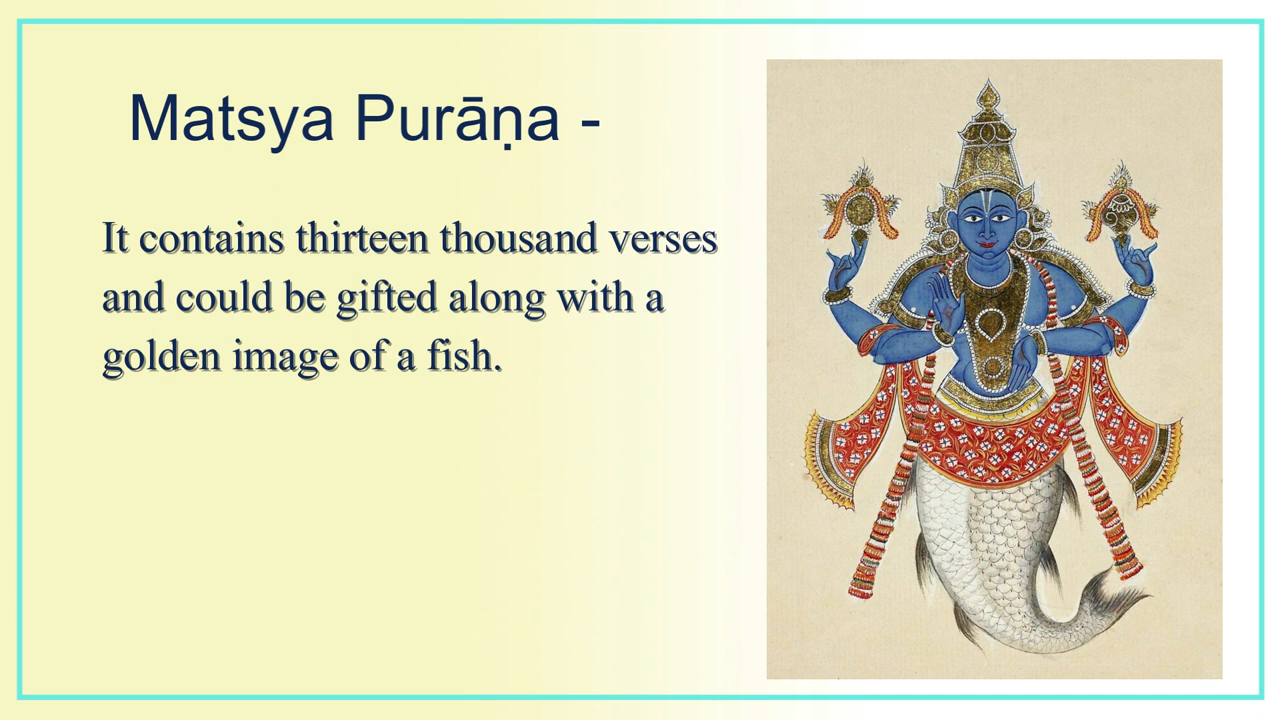 Matsya Purāṇa -
It contains thirteen thousand verses
and could be gifted along with a
golden image of a fish.